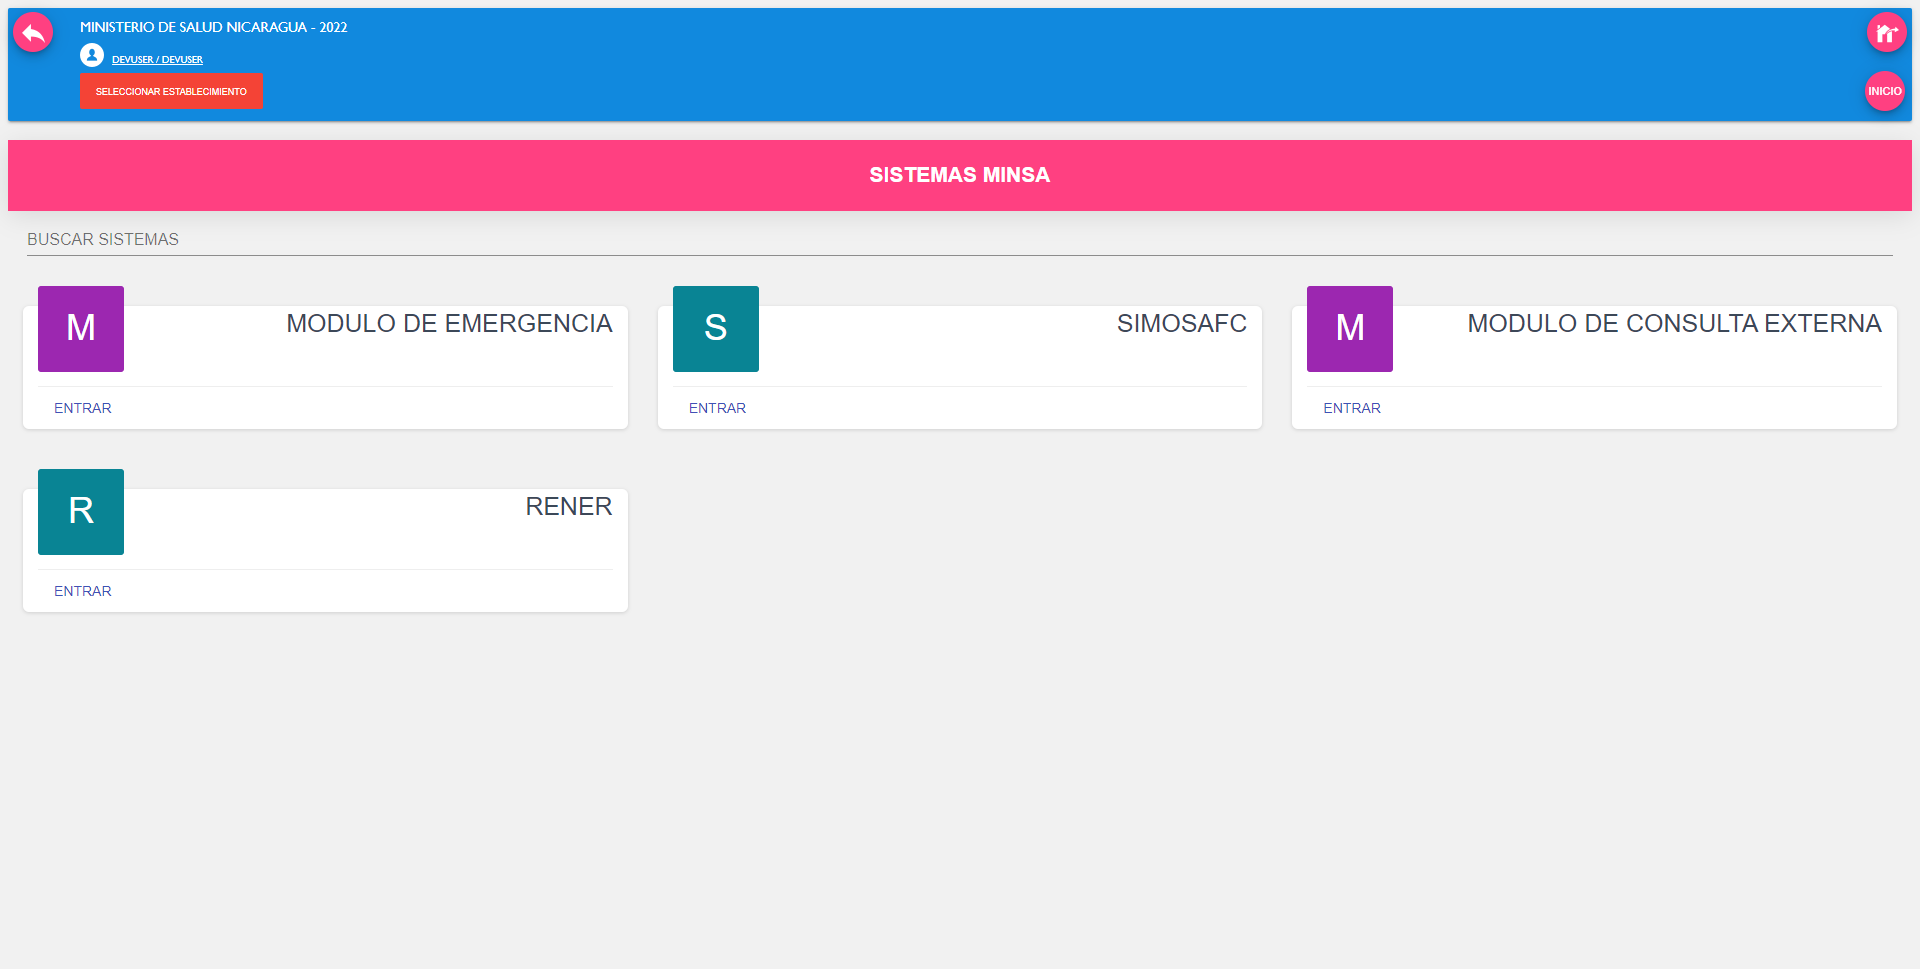 MINISTERIO DE SALUD NICARAGUA - 2022
DEVUSER / DEVUSER
SELECCIONAR ESTABLECIMIENTO
INICIO
SISTEMAS MINSA
BUSCAR SISTEMAS
M
MODULO DE EMERGENCIA
ENTRAR
S
SIMOSAFC
ENTRAR
M
MODULO DE CONSULTA EXTERNA
ENTRAR
R
RENER
ENTRAR